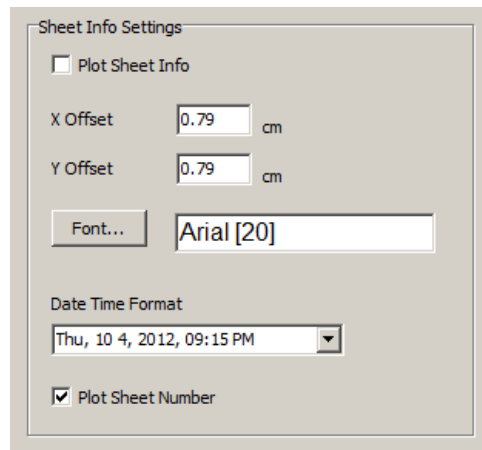 Sheet Info Settings
Plot Sheet Info
X Offset 0.79 cm
Y Offset 0.79 cm
Font... Arial [20]
Date Time Format
Thu, 10 4, 2012, 09:15 PM
Plot Sheet Number